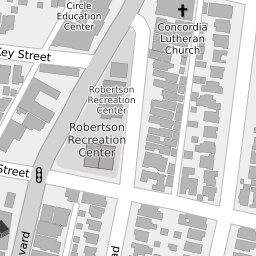 Circle
Education
Center
Concordia
Lutheran
Church
Key Street
Robertson
Recreation
Center
Robertson
Recreation
Center
Street